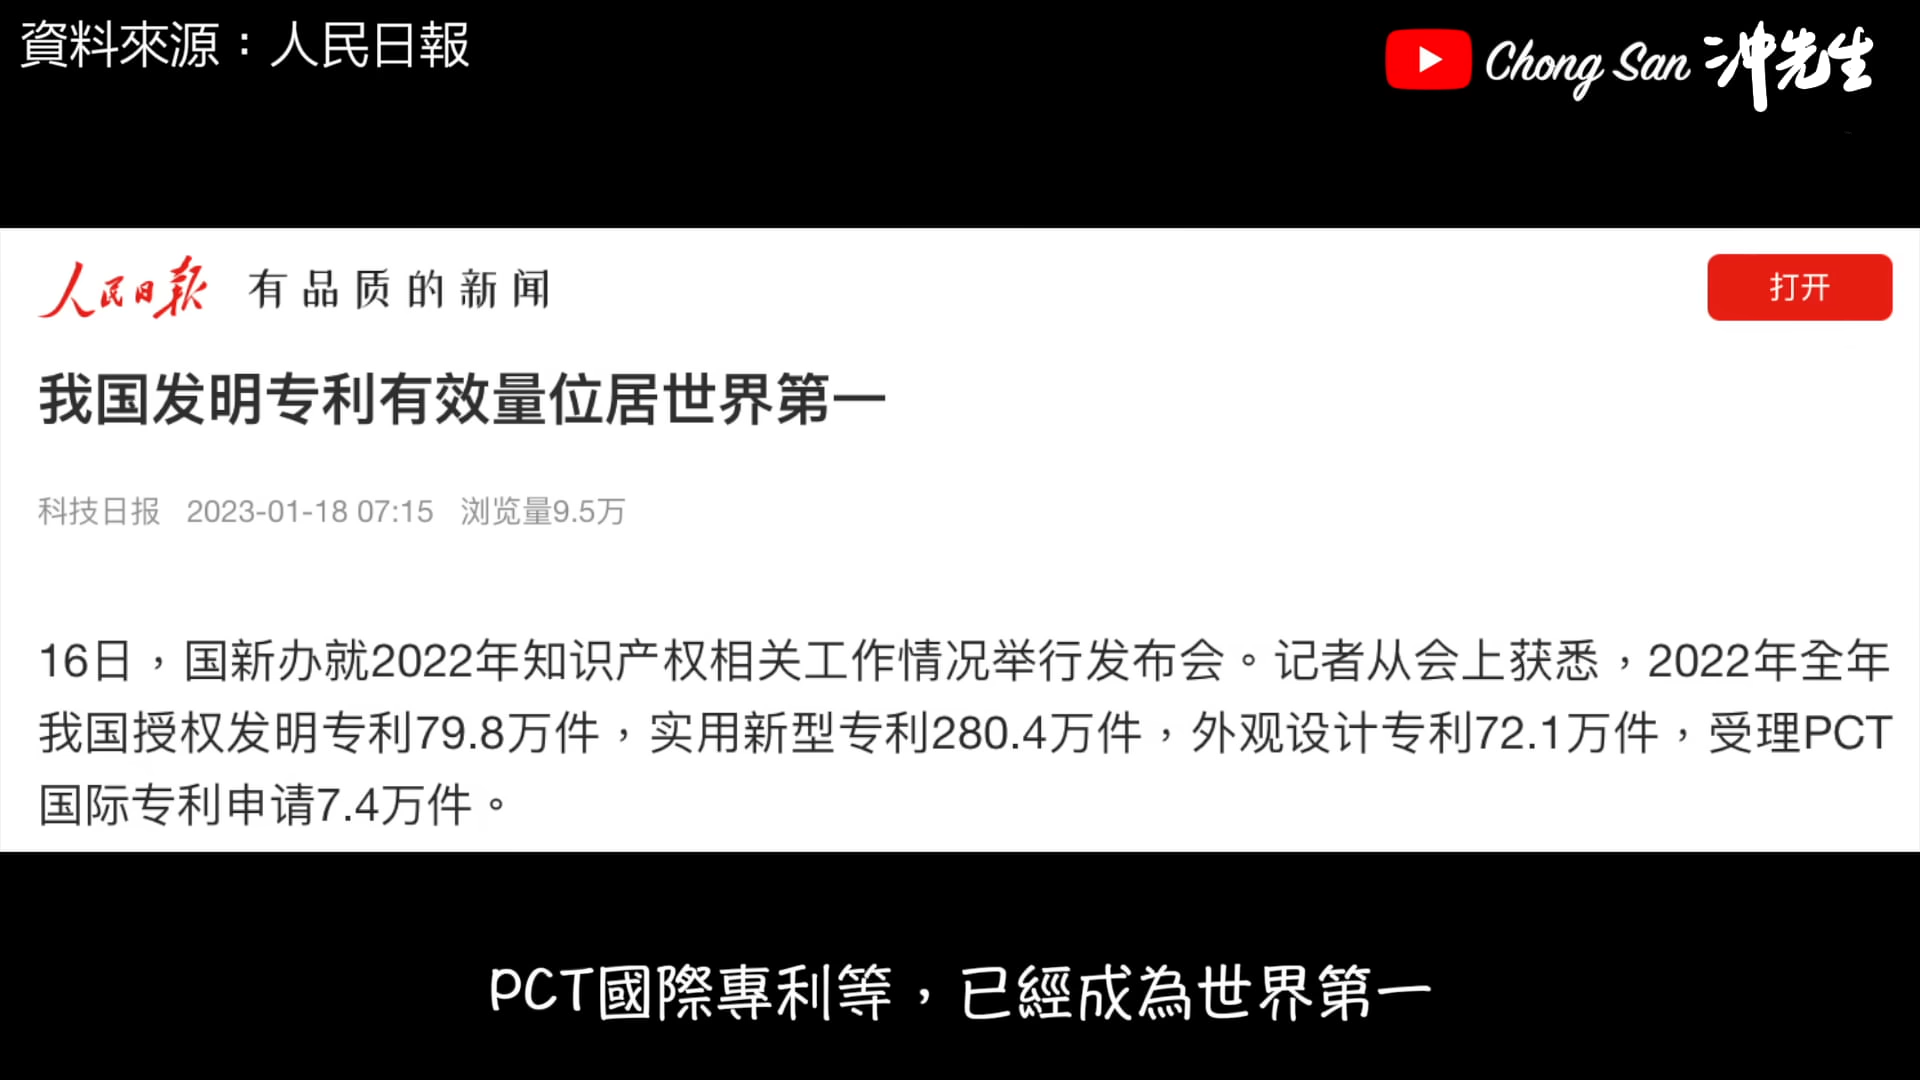 資料來源：人民日報
Chong San 沖先生
人民日报 有品质的新闻
打开
我国发明专利有效量位居世界第一
科技日报 2023-01-18 07:15 浏览量9.5万
16日，国新办就2022年知识产权相关工作情况举行发布会。记者从会上获悉，2022年全年
我国授权发明专利79.8万件，实用新型专利280.4万件，外观设计专利72.1万件，受理PCT
国际专利申请7.4万件。
PCT國際專利等，已經成為世界第一